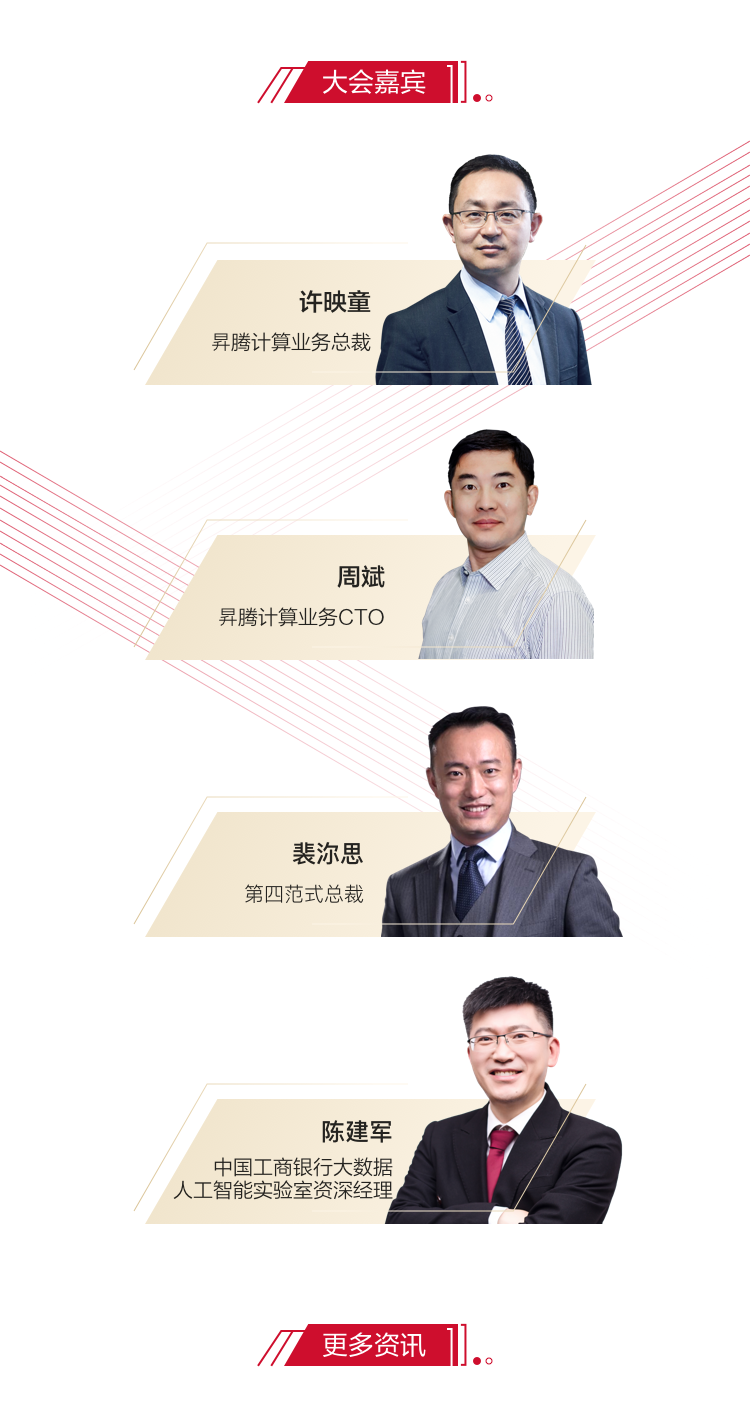 大会嘉宾
许映童
昇腾计算业务总裁
周斌
昇腾计算业务CTO
裴沵思
第四范式总裁
陈建军
中国工商银行大数据
人工智能实验室资深经理
更多资讯